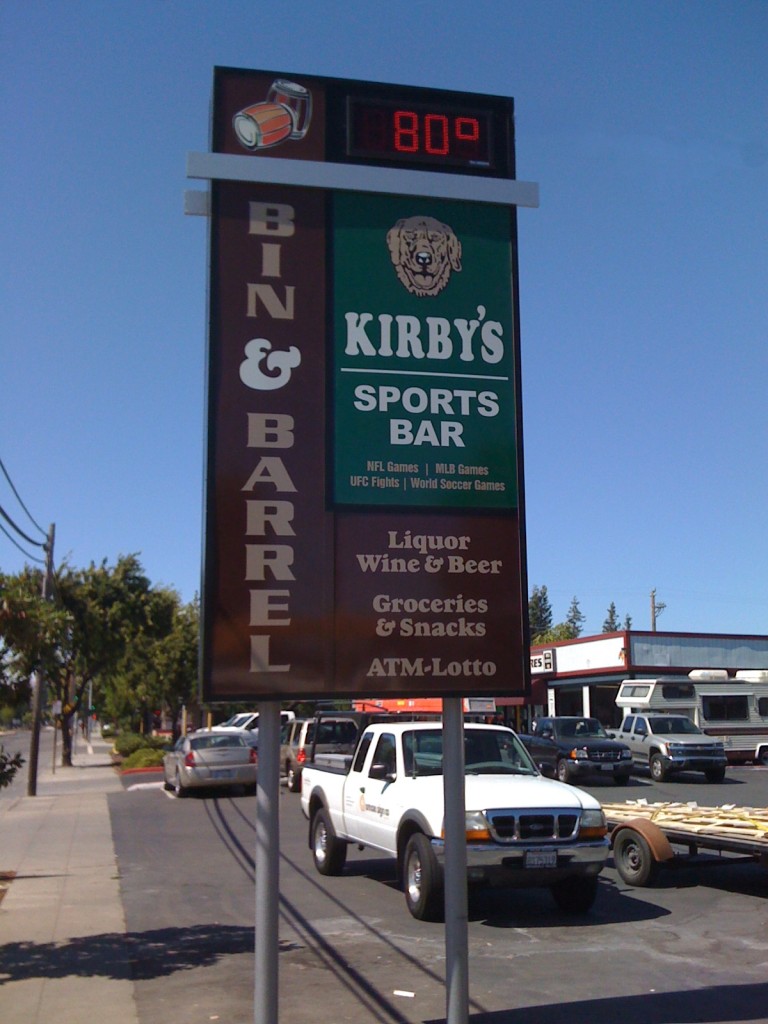 80°
BIN & BARREL
KIRBY'S
SPORTS
BAR
NFL Games | MLB Games
UFC Fights | World Soccer Games
Liquor
Wine & Beer
Groceries
& Snacks
ATM-Lotto